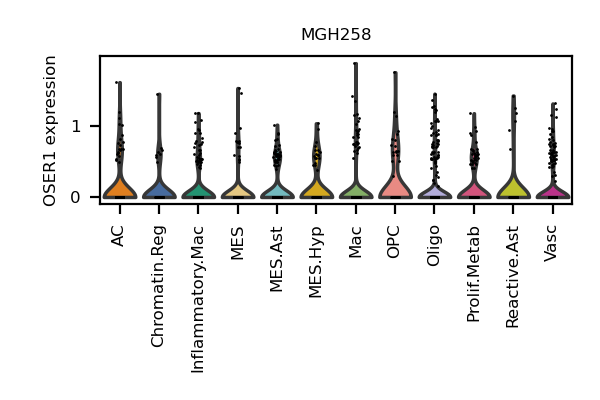 MGH258
OSER1 expression
1
0
AC
Chromatin.Reg
Inflammatory.Mac
MES
MES.Ast
MES.Hyp
Mac
OPC
Oligo
Prolif.Metab
Reactive.Ast
Vasc